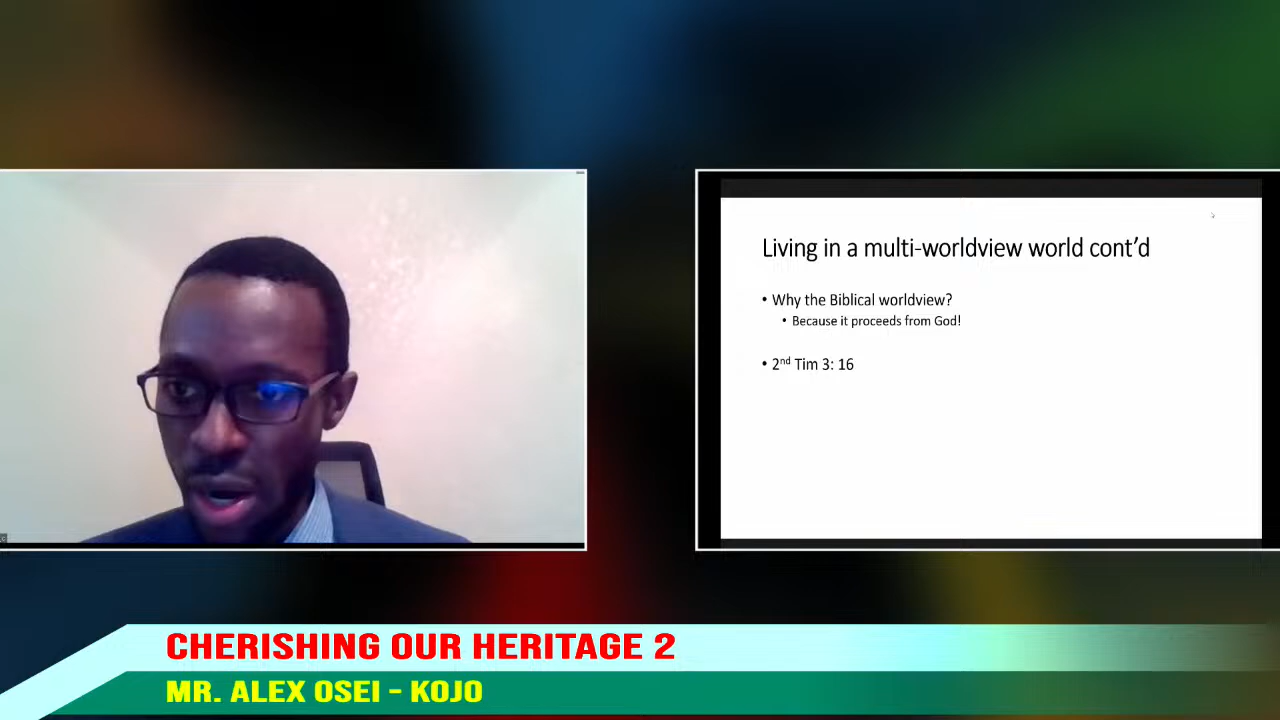 Living in a multi-worldview world cont’d
• Why the Biblical worldview?
• Because it proceeds from God!
• 2nd Tim 3: 16
CHERISHING OUR HERITAGE 2
MR. ALEX OSEI - KOJO